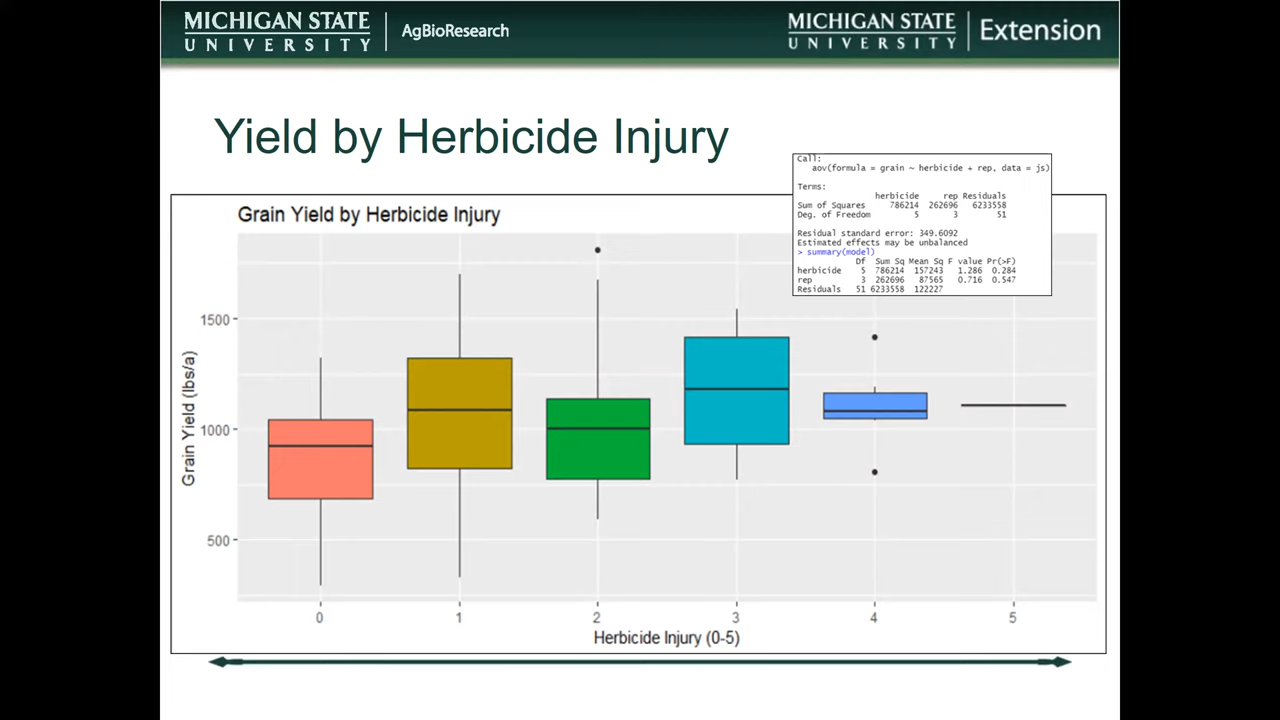 MICHIGAN STATE
UNIVERSITY
AgBioResearch
MICHIGAN STATE
UNIVERSITY
Extension
Yield by Herbicide Injury
Call:
aov(formula = grain ~ herbicide + rep, data = js)
Terms:
herbicide rep Residuals
Sum of Squares 786214 262696 6233558
Deg. of Freedom 5 3 51
Residual standard error: 349.6092
Estimated effects may be unbalanced
> summary(model)
Df Sum Sq Mean Sq F value Pr(>F)
herbicide 5 786214 157243 1.286 0.284
rep 3 262696 87565 0.716 0.547
Residuals 51 6233558 122227
Grain Yield by Herbicide Injury
Grain Yield (lbs/a)
1500
1000
500
0 1 2 3 4 5
Herbicide Injury (0-5)